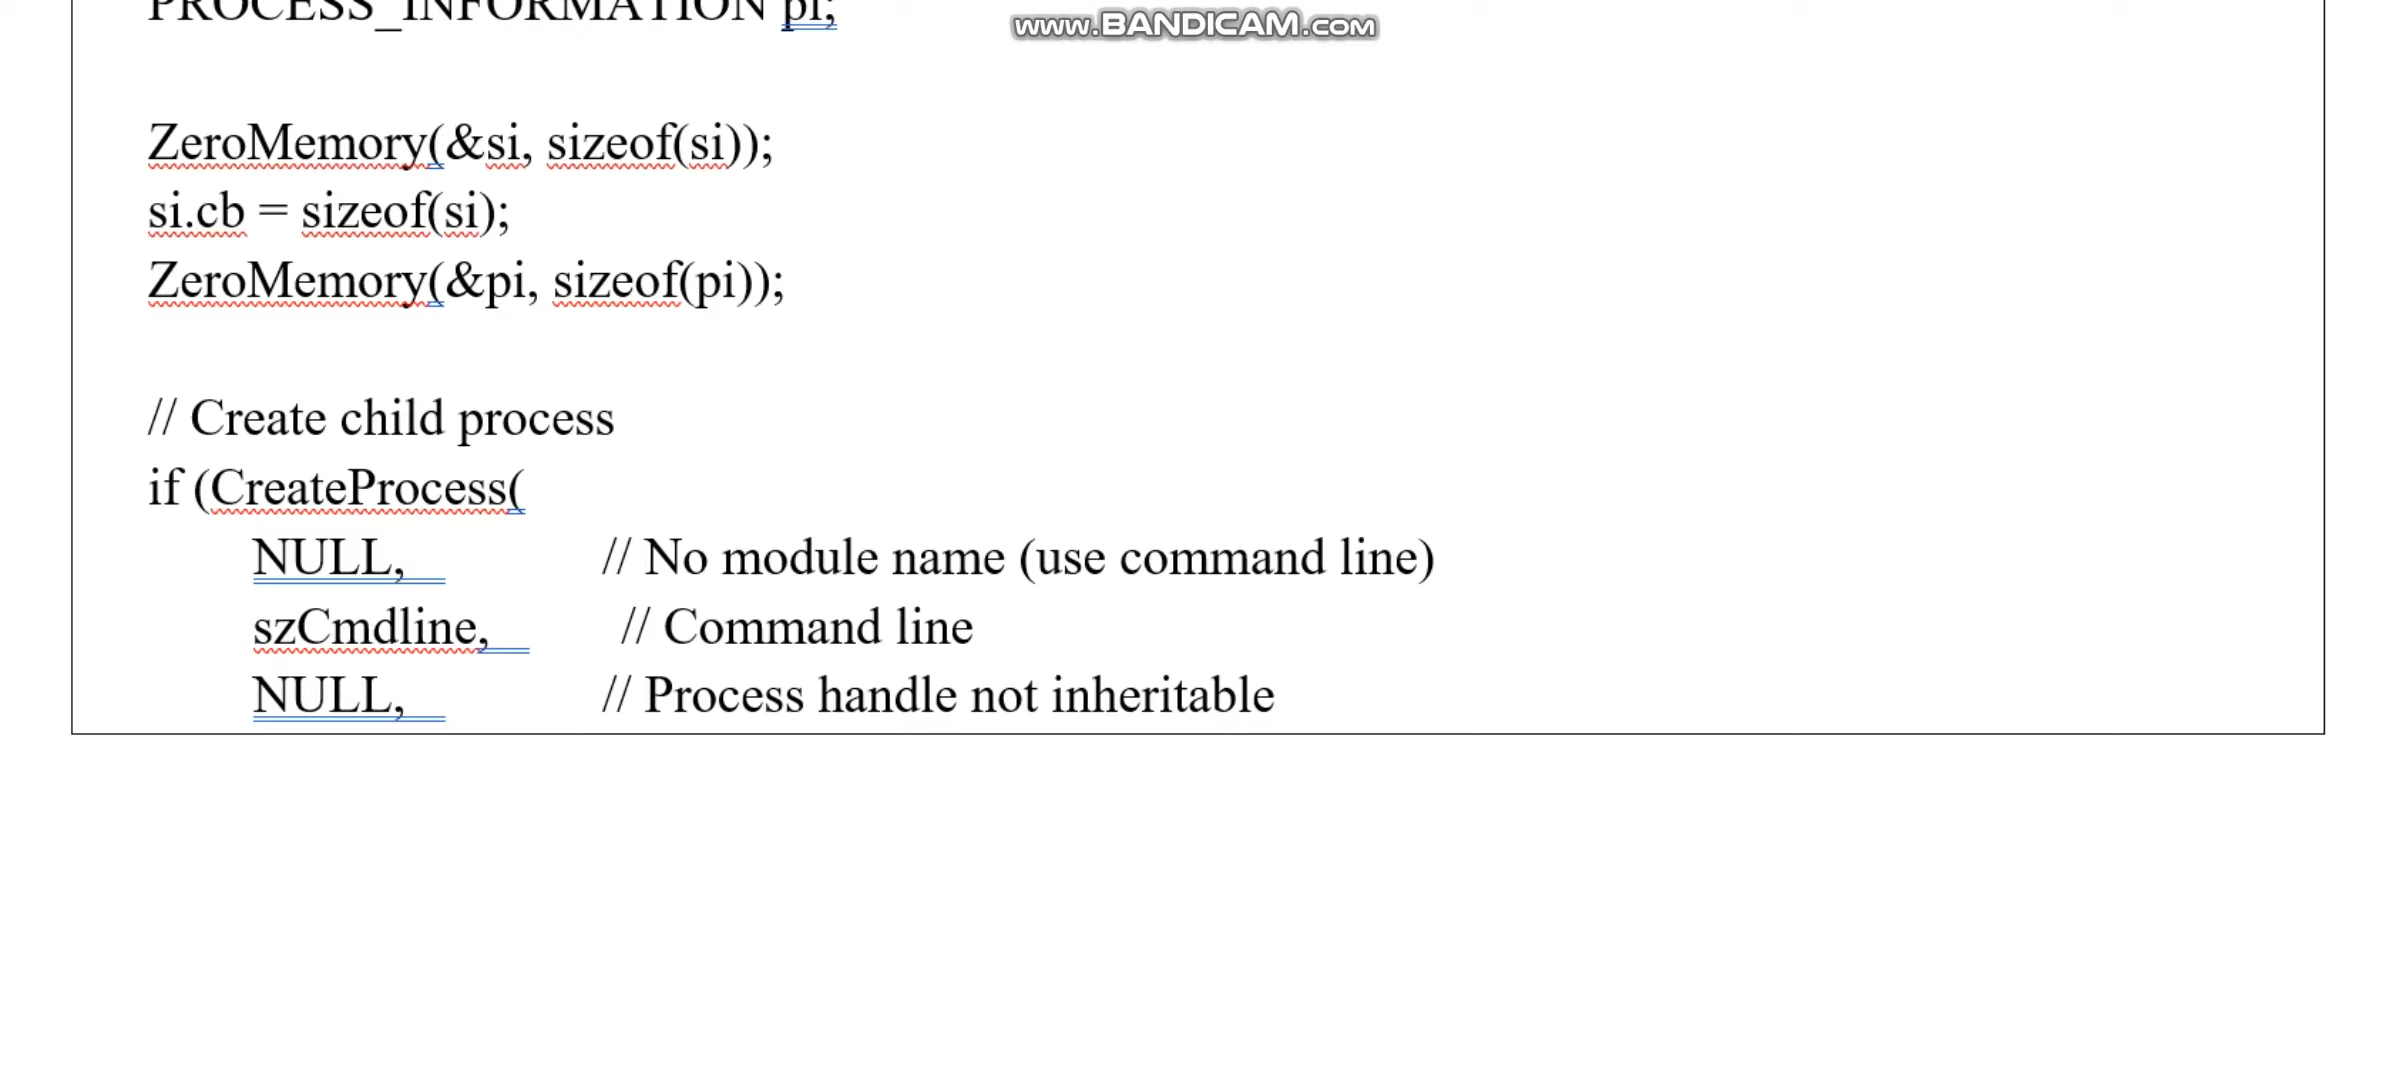 PROCESS_INFORMATION pi;
www.BANDICAM.com
ZeroMemory(&si, sizeof(si));
si.cb = sizeof(si);
ZeroMemory(&pi, sizeof(pi));
// Create child process
if (CreateProcess(
NULL, // No module name (use command line)
szCmdline, // Command line
NULL, // Process handle not inheritable